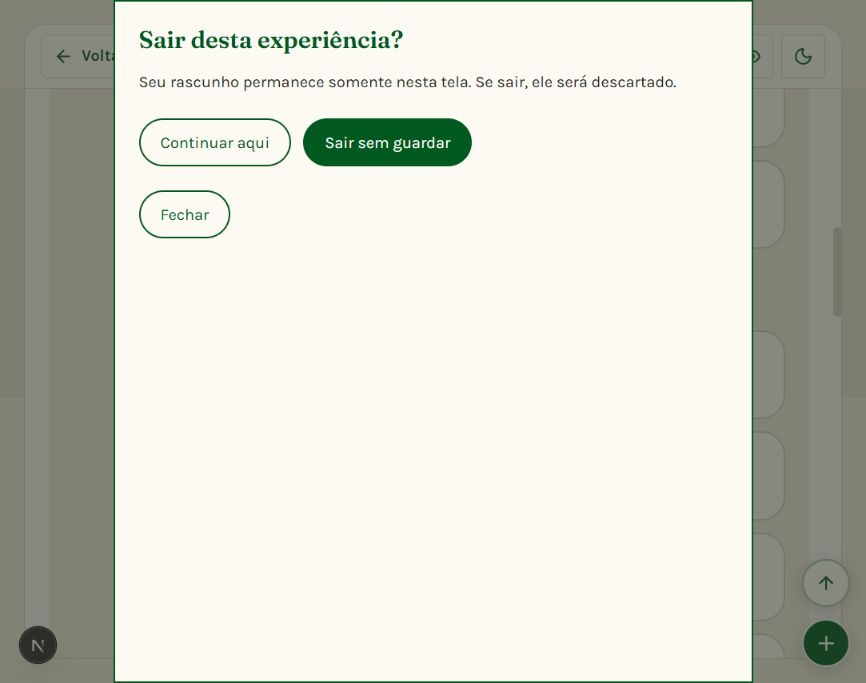 Sair desta experiência?
Volta
Seu rascunho permanece somente nesta tela. Se sair, ele será descartado.
Continuar aqui
Sair sem guardar
Fechar
N